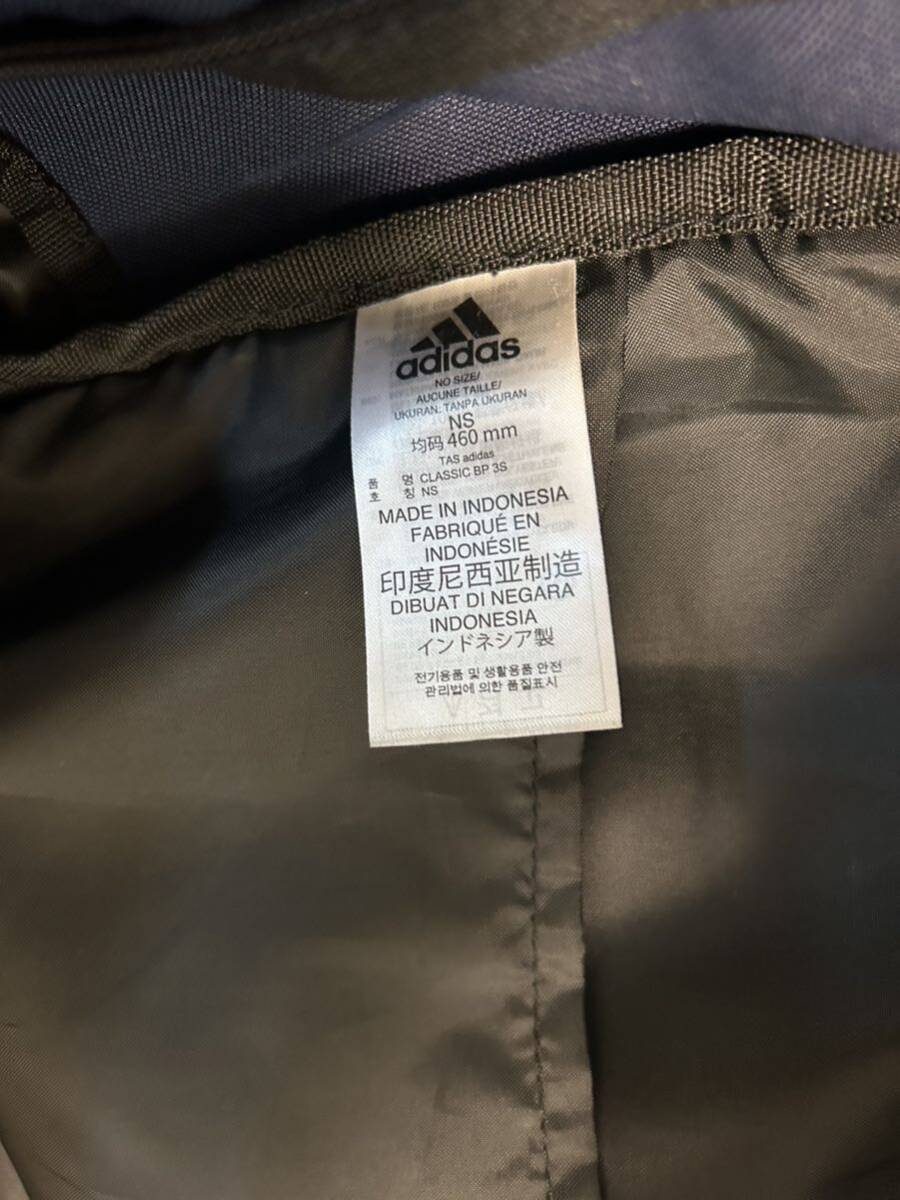 adidas
NO SIZE/
AUCUNE TAILLE/
UKURAN: TANPA UKURAN
NS
均码 460 mm
TAS adidas
품 명 CLASSIC BP 3S
호 칭 NS
MADE IN INDONESIA
FABRIQUÉ EN
INDONÉSIE
印度尼西亚制造
DIBUAT DI NEGARA
INDONESIA
インドネシア製
전기용품 및 생활용품 안전
관리법에 의한 품질표시